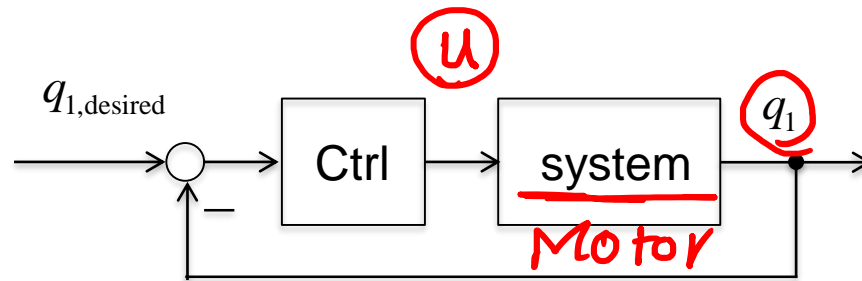 u
q1,desired
Ctrl
system
q1
−
Motor